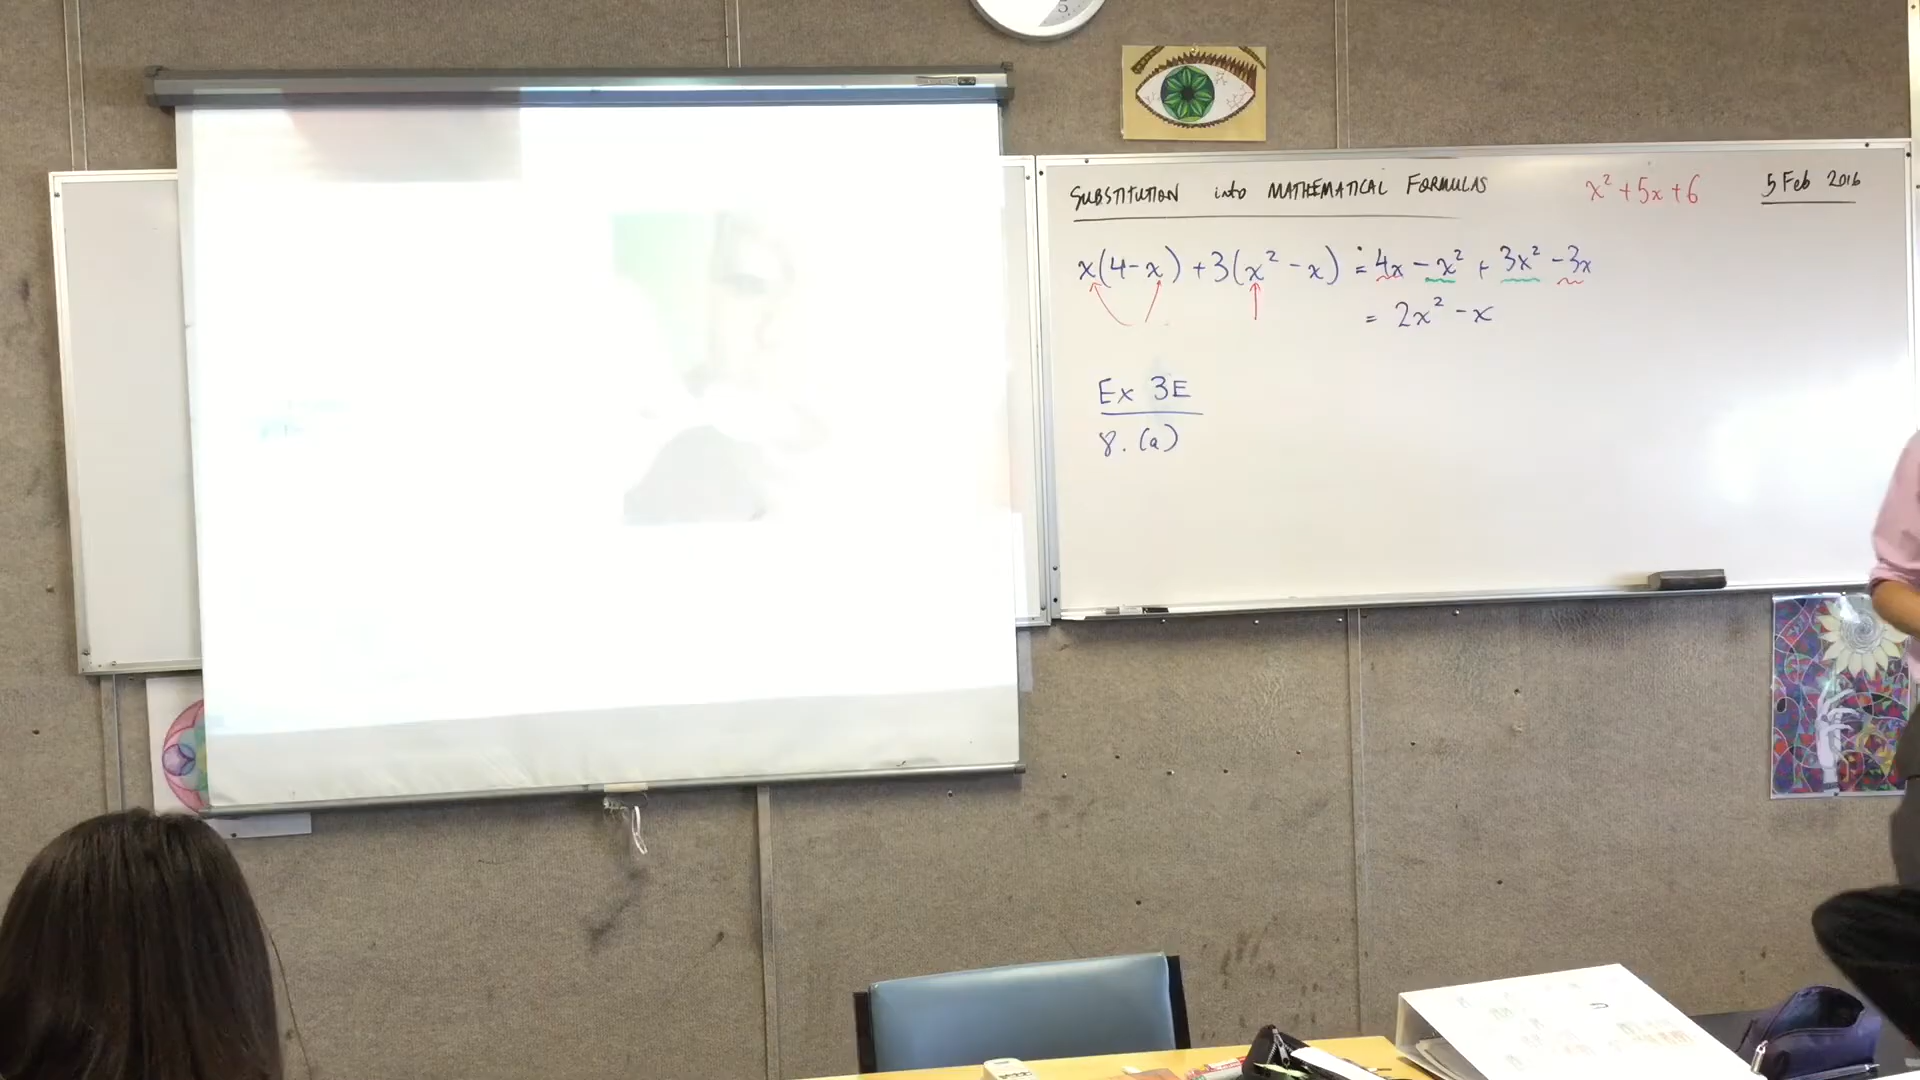 SUBSTITUTION into MATHEMATICAL FORMULAS
x² + 5x + 6
5 Feb 2016
x(4-x) + 3(x² - x) = 4x - x² + 3x² - 3x
= 2x² - x
Ex 3E
8. (a)
5